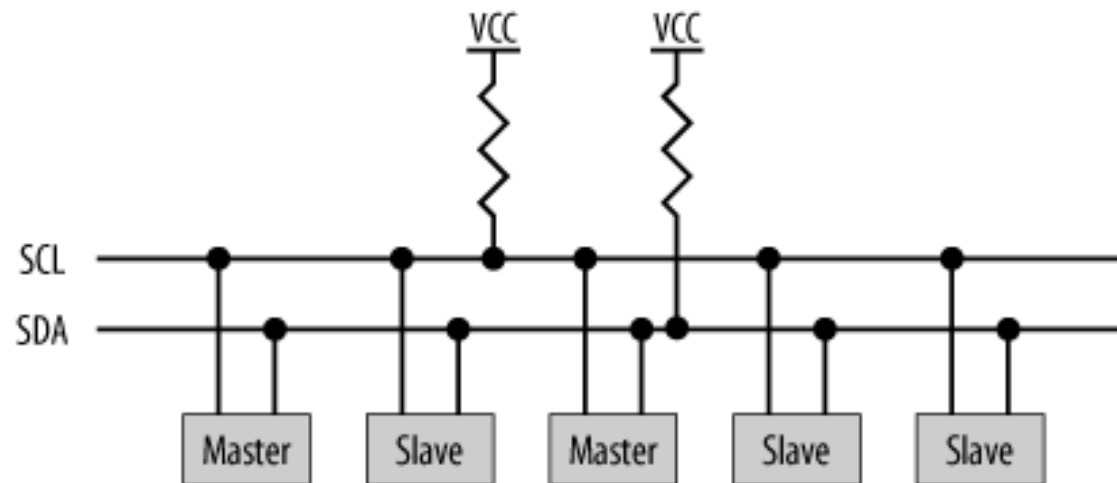 VCC VCC
SCL
SDA
Master Slave Master Slave Slave